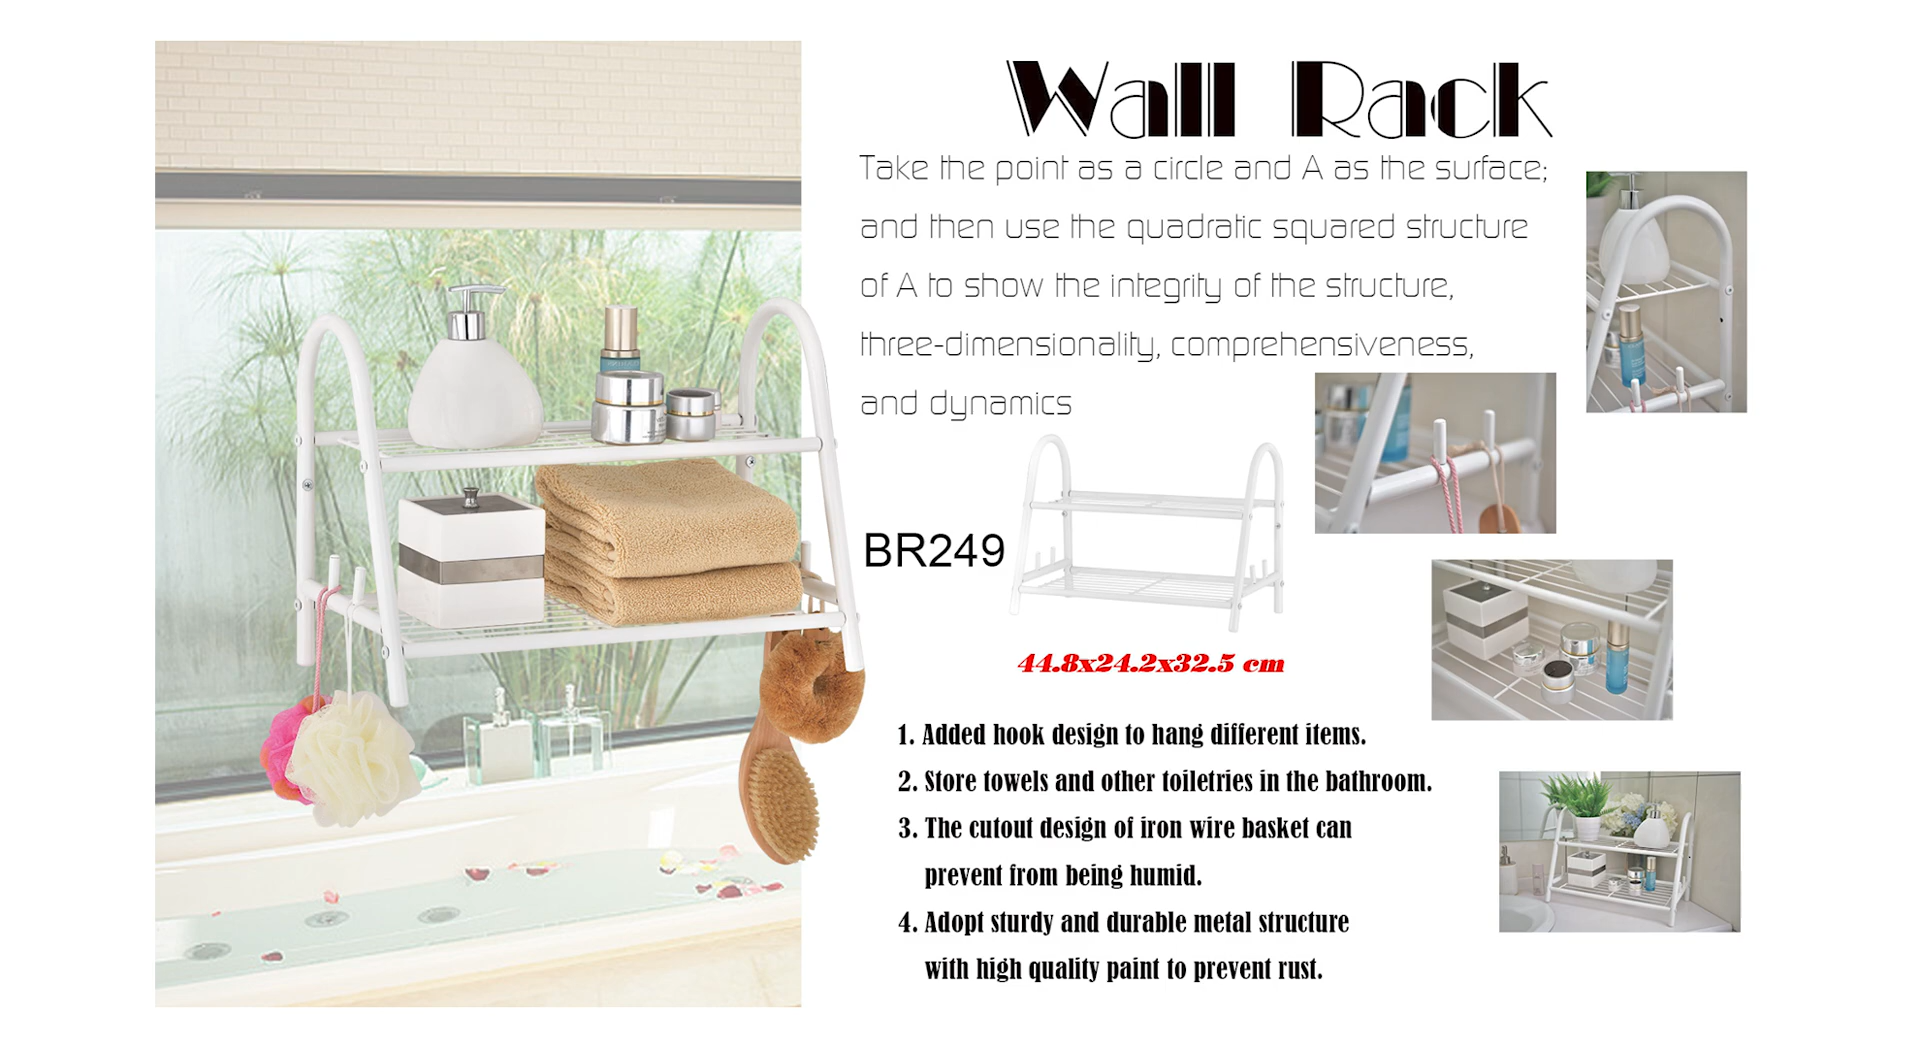 Wall Rack
Take the point as a circle and A as the surface;
and then use the quadratic squared structure
of A to show the integrity of the structure,
three-dimensionality, comprehensiveness,
and dynamics
BR249
44.8x24.2x32.5 cm
1. Added hook design to hang different items.
2. Store towels and other toiletries in the bathroom.
3. The cutout design of iron wire basket can
prevent from being humid.
4. Adopt sturdy and durable metal structure
with high quality paint to prevent rust.